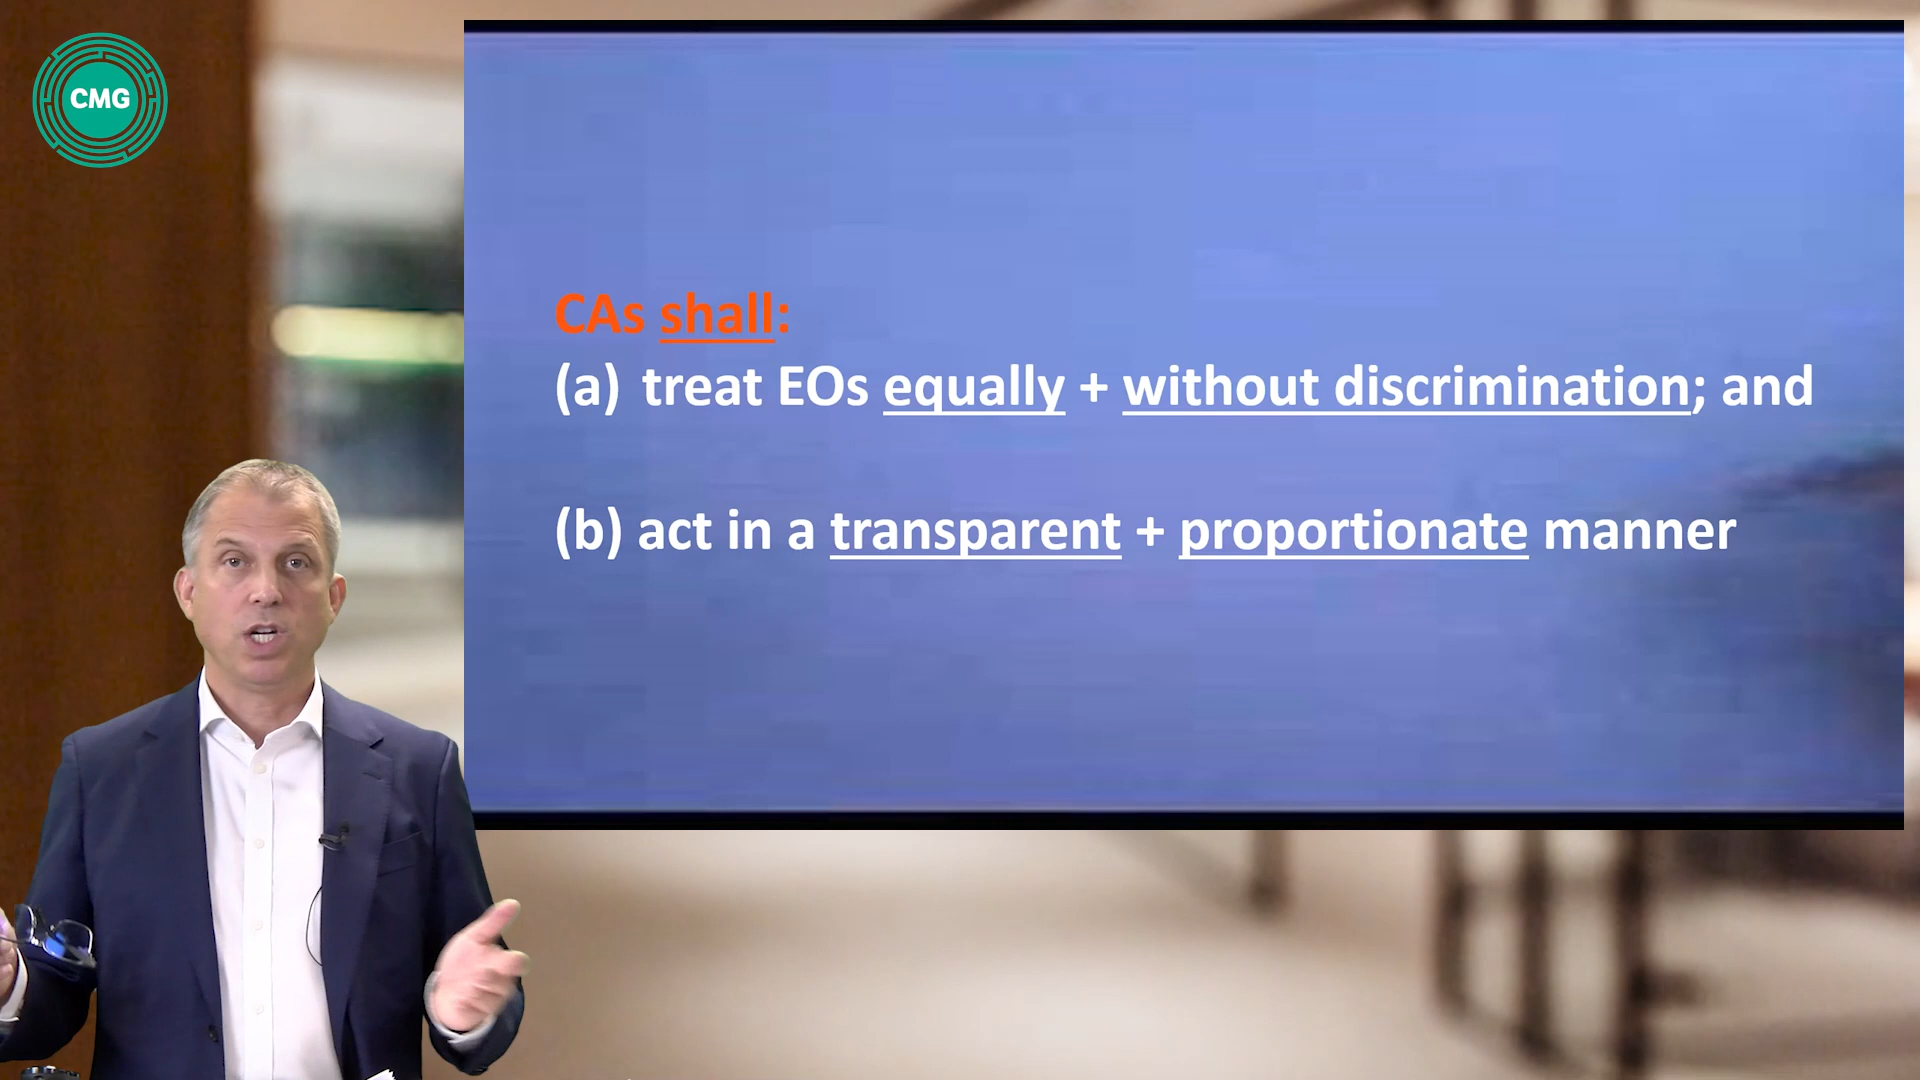 CMG
CAs shall:
(a) treat EOs equally + without discrimination; and
(b) act in a transparent + proportionate manner